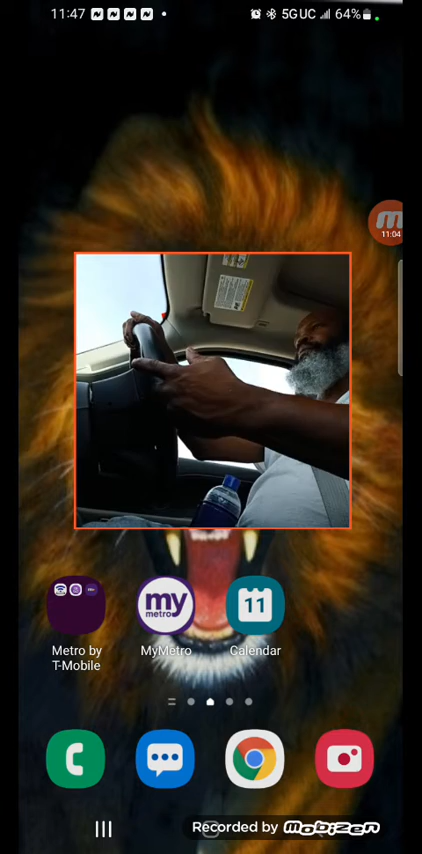 11:47
5GUC
64%
11:04
my
metro
11
Metro by
T-Mobile
MyMetro
Calendar
Recorded by mobizen